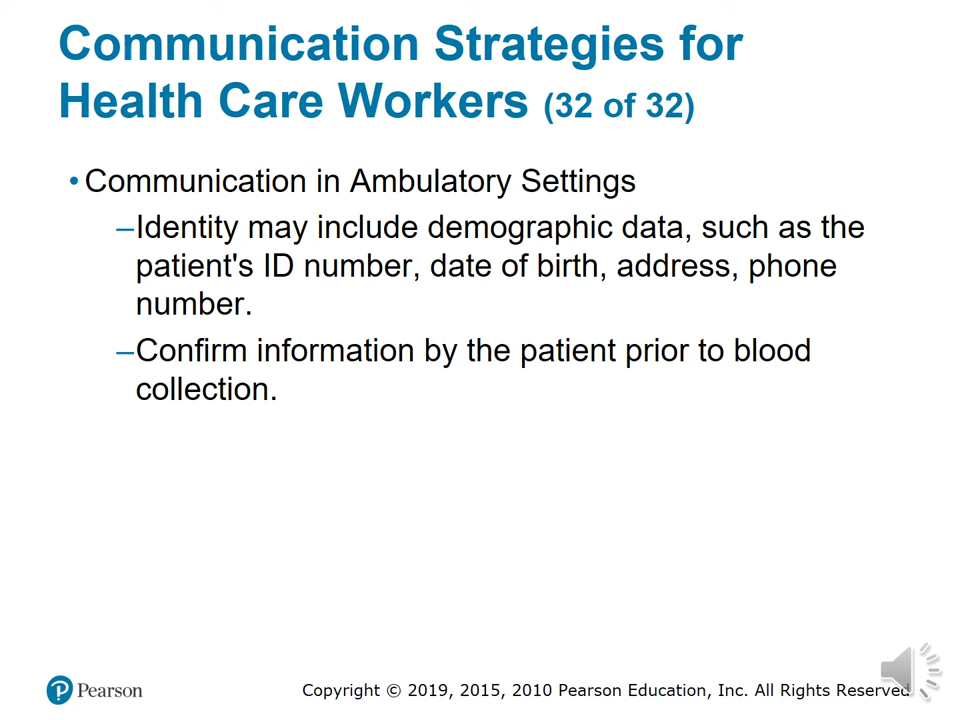 Communication Strategies for
Health Care Workers (32 of 32)
• Communication in Ambulatory Settings
–Identity may include demographic data, such as the
patient's ID number, date of birth, address, phone
number.
–Confirm information by the patient prior to blood
collection.
Pearson
Copyright © 2019, 2015, 2010 Pearson Education, Inc. All Rights Reserved